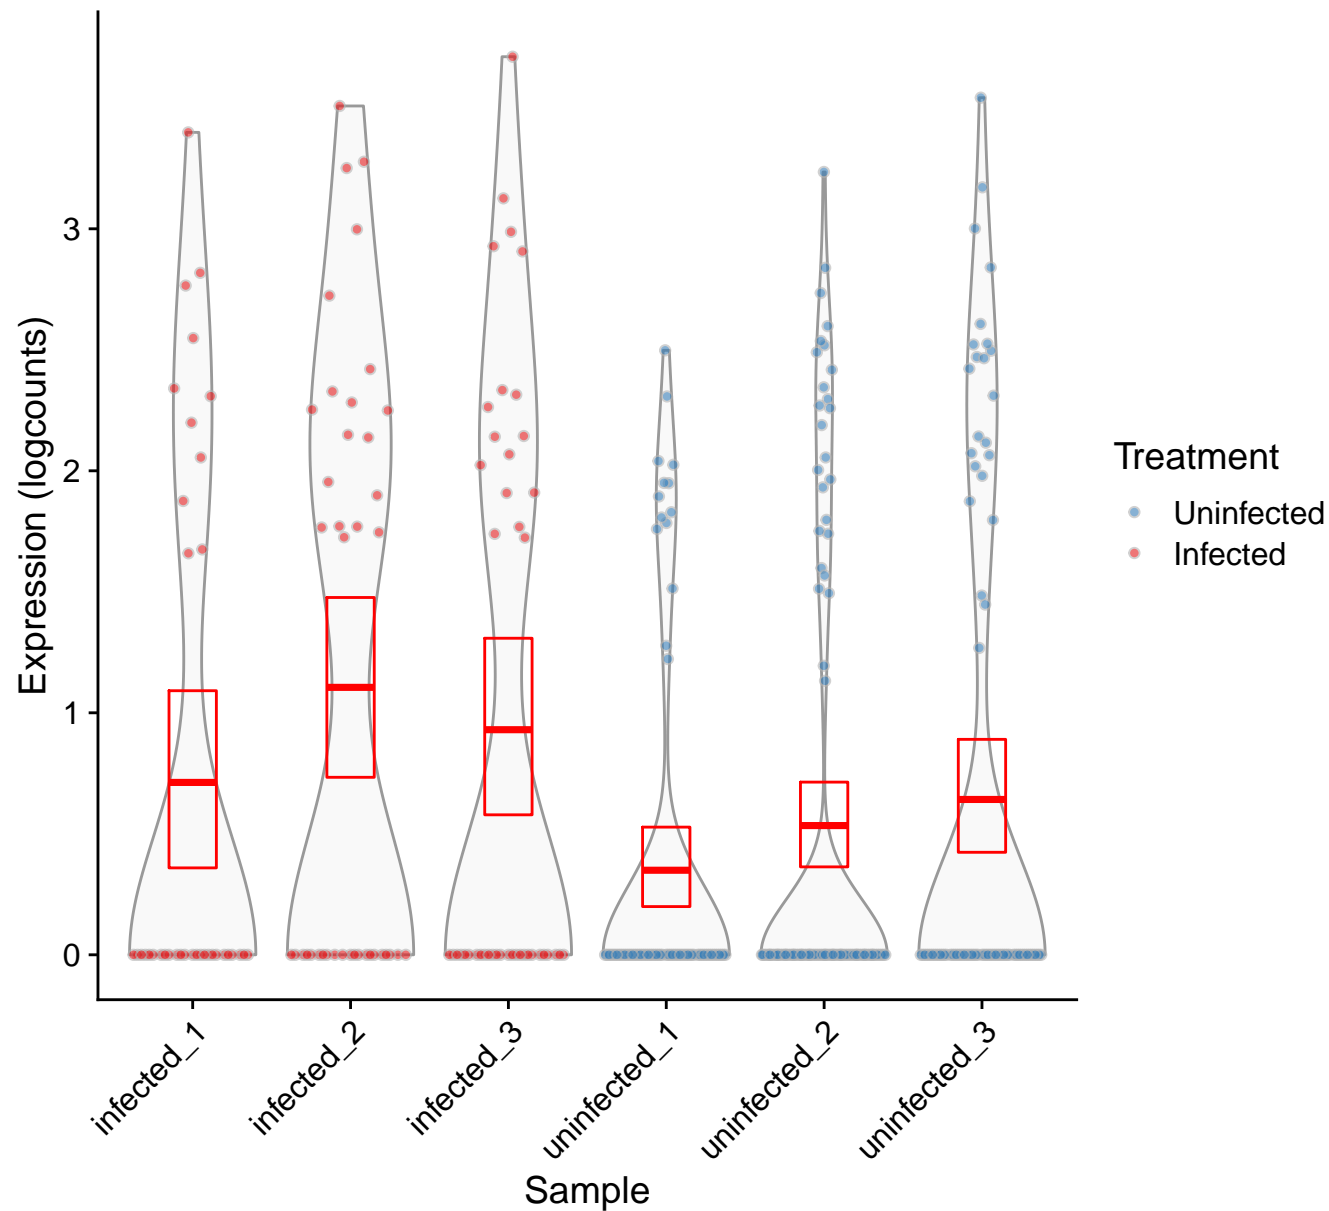 Expression (logcounts)
3
2
1
0
infected_1
infected_2
infected_3
uninfected_1
uninfected_2
uninfected_3
Sample
Treatment
Uninfected
Infected